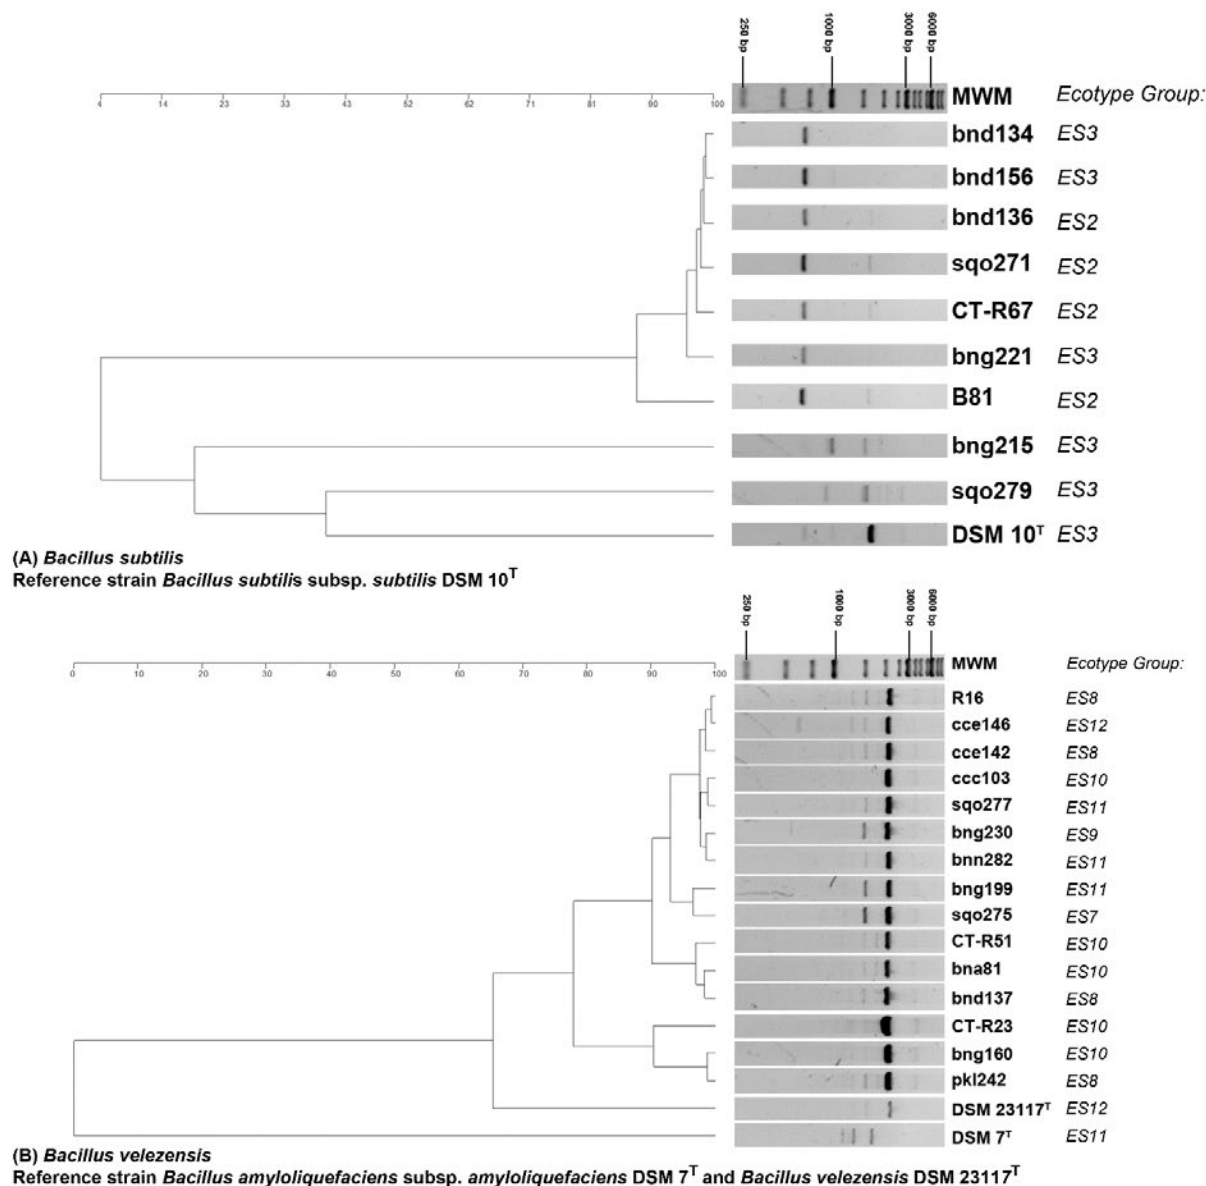 250 bp 1000 bp 3000 bp 6000 bp
4 14 23 33 43 52 62 71 81 90 100
MWM Ecotype Group:
bnd134 ES3
bnd156 ES3
bnd136 ES2
sqo271 ES2
CT-R67 ES2
bng221 ES3
B81 ES2
bng215 ES3
sqo279 ES3
DSM 10ᵀ ES3
(A) Bacillus subtilis
Reference strain Bacillus subtilis subsp. subtilis DSM 10ᵀ
250 bp 1000 bp 3000 bp 6000 bp
0 10 20 30 40 50 60 70 80 90 100
MWM Ecotype Group:
R16 ES8
cce146 ES12
cce142 ES8
ccc103 ES10
sqo277 ES11
bng230 ES9
bnn282 ES11
bng199 ES11
sqo275 ES7
CT-R51 ES10
bna81 ES10
bnd137 ES8
CT-R23 ES10
bng160 ES10
pkl242 ES8
DSM 23117ᵀ ES12
DSM 7ᵀ ES11
(B) Bacillus velezensis
Reference strain Bacillus amyloliquefaciens subsp. amyloliquefaciens DSM 7ᵀ and Bacillus velezensis DSM 23117ᵀ